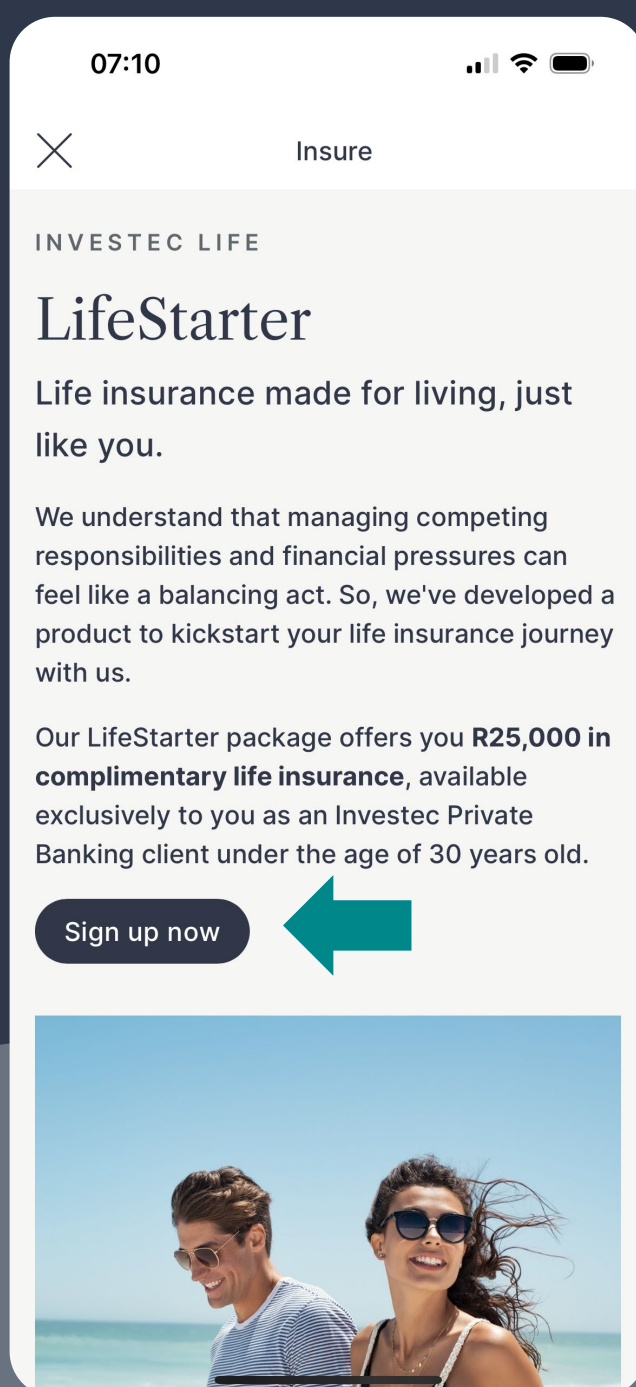 07:10
Insure
INVESTEC LIFE
LifeStarter
Life insurance made for living, just
like you.
We understand that managing competing
responsibilities and financial pressures can
feel like a balancing act. So, we've developed a
product to kickstart your life insurance journey
with us.
Our LifeStarter package offers you R25,000 in
complimentary life insurance, available
exclusively to you as an Investec Private
Banking client under the age of 30 years old.
Sign up now